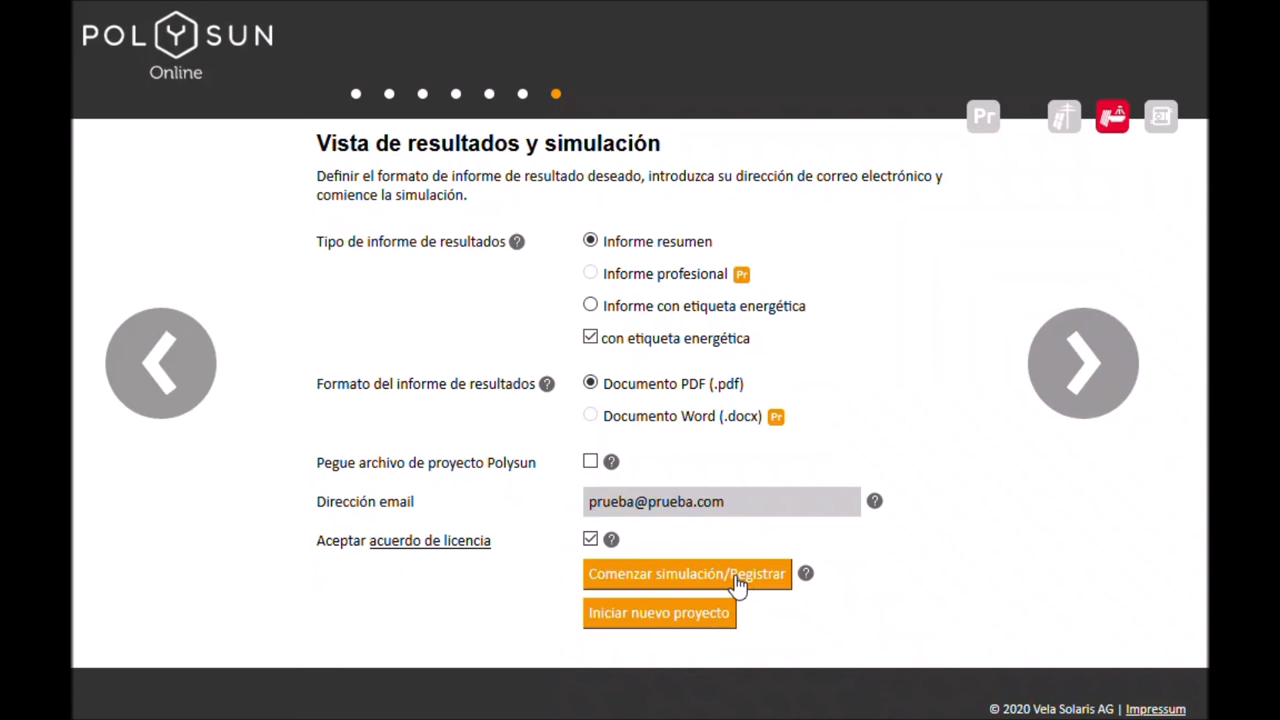 POLYSUN
Online
Pr
Vista de resultados y simulación
Definir el formato de informe de resultado deseado, introduzca su dirección de correo electrónico y
comience la simulación.
Tipo de informe de resultados ?
Informe resumen
Informe profesional Pr
Informe con etiqueta energética
con etiqueta energética
Formato del informe de resultados ?
Documento PDF (.pdf)
Documento Word (.docx) Pr
Pegue archivo de proyecto Polysun ?
Dirección email prueba@prueba.com ?
Aceptar acuerdo de licencia ?
Comenzar simulación/Registrar ?
Iniciar nuevo proyecto
© 2020 Vela Solaris AG | Impressum